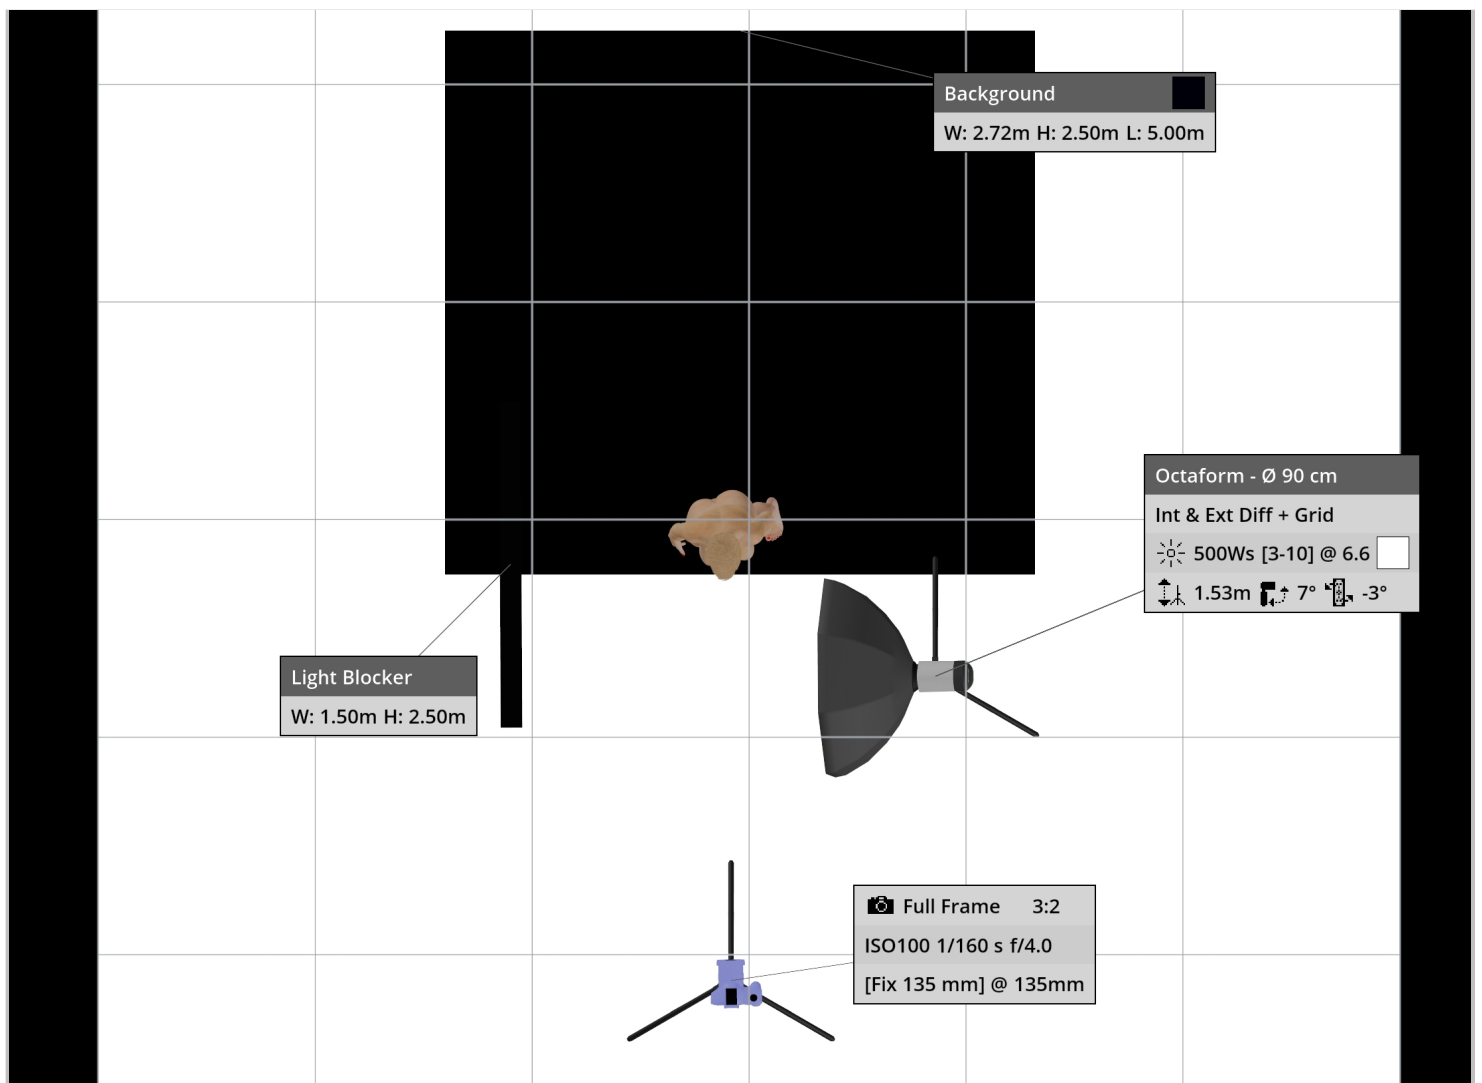 Background
W: 2.72m H: 2.50m L: 5.00m
Octaform - Ø 90 cm
Int & Ext Diff + Grid
500Ws [3-10] @ 6.6
1.53m 7° -3°
Light Blocker
W: 1.50m H: 2.50m
Full Frame 3:2
ISO100 1/160 s f/4.0
[Fix 135 mm] @ 135mm